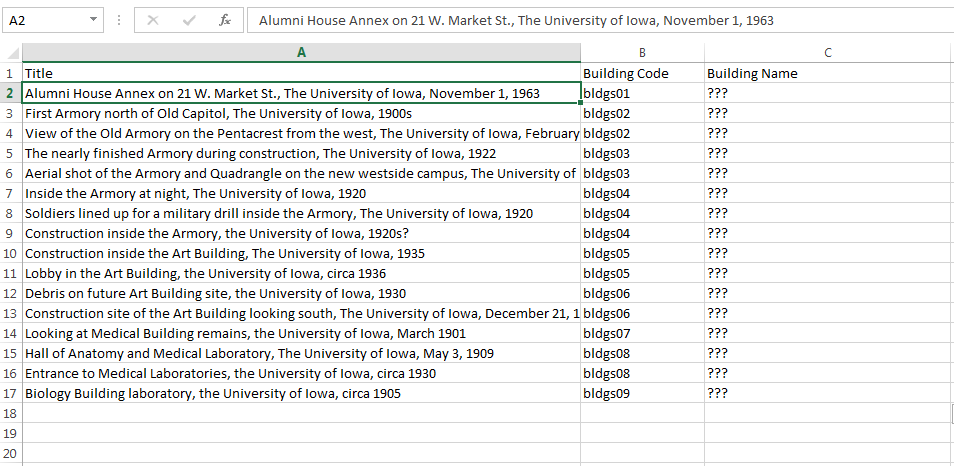 A2 fx Alumni House Annex on 21 W. Market St., The University of Iowa, November 1, 1963
A B C
1 Title Building Code Building Name
2 Alumni House Annex on 21 W. Market St., The University of Iowa, November 1, 1963 bldgs01 ???
3 First Armory north of Old Capitol, The University of Iowa, 1900s bldgs02 ???
4 View of the Old Armory on the Pentacrest from the west, The University of Iowa, February bldgs02 ???
5 The nearly finished Armory during construction, The University of Iowa, 1922 bldgs03 ???
6 Aerial shot of the Armory and Quadrangle on the new westside campus, The University of bldgs03 ???
7 Inside the Armory at night, The University of Iowa, 1920 bldgs04 ???
8 Soldiers lined up for a military drill inside the Armory, The University of Iowa, 1920 bldgs04 ???
9 Construction inside the Armory, the University of Iowa, 1920s? bldgs04 ???
10 Construction inside the Art Building, The University of Iowa, 1935 bldgs05 ???
11 Lobby in the Art Building, the University of Iowa, circa 1936 bldgs05 ???
12 Debris on future Art Building site, the University of Iowa, 1930 bldgs06 ???
13 Construction site of the Art Building looking south, The University of Iowa, December 21, 1 bldgs06 ???
14 Looking at Medical Building remains, the University of Iowa, March 1901 bldgs07 ???
15 Hall of Anatomy and Medical Laboratory, The University of Iowa, May 3, 1909 bldgs08 ???
16 Entrance to Medical Laboratories, the University of Iowa, circa 1930 bldgs08 ???
17 Biology Building laboratory, the University of Iowa, circa 1905 bldgs09 ???
18
19
20